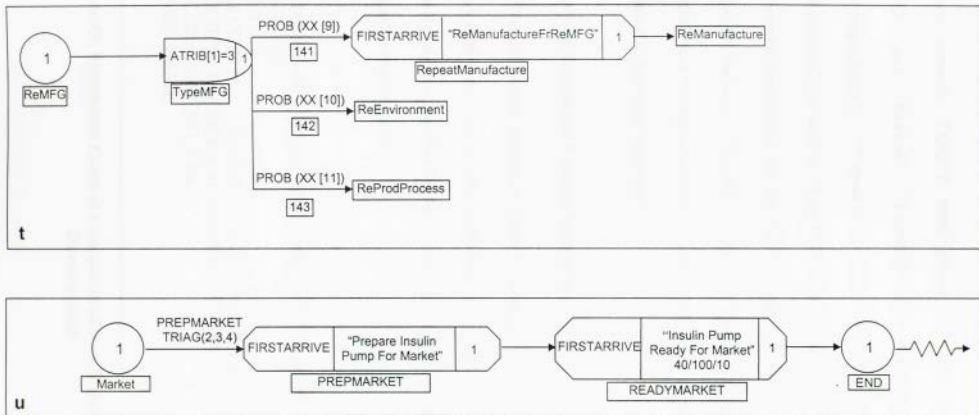 PROB (XX [9])
141
FIRSTARRIVE "ReManufactureFrReMFG" 1
RepeatManufacture
ReManufacture
1
ReMFG
ATRIB[1]=3 1
TypeMFG
PROB (XX [10])
142
ReEnvironment
PROB (XX [11])
143
ReProdProcess
t
1
Market
PREPMARKET
TRIAG(2,3,4)
FIRSTARRIVE "Prepare Insulin
Pump For Market" 1
PREPMARKET
FIRSTARRIVE "Insulin Pump
Ready For Market"
40/100/10 1
READYMARKET
1
END
u